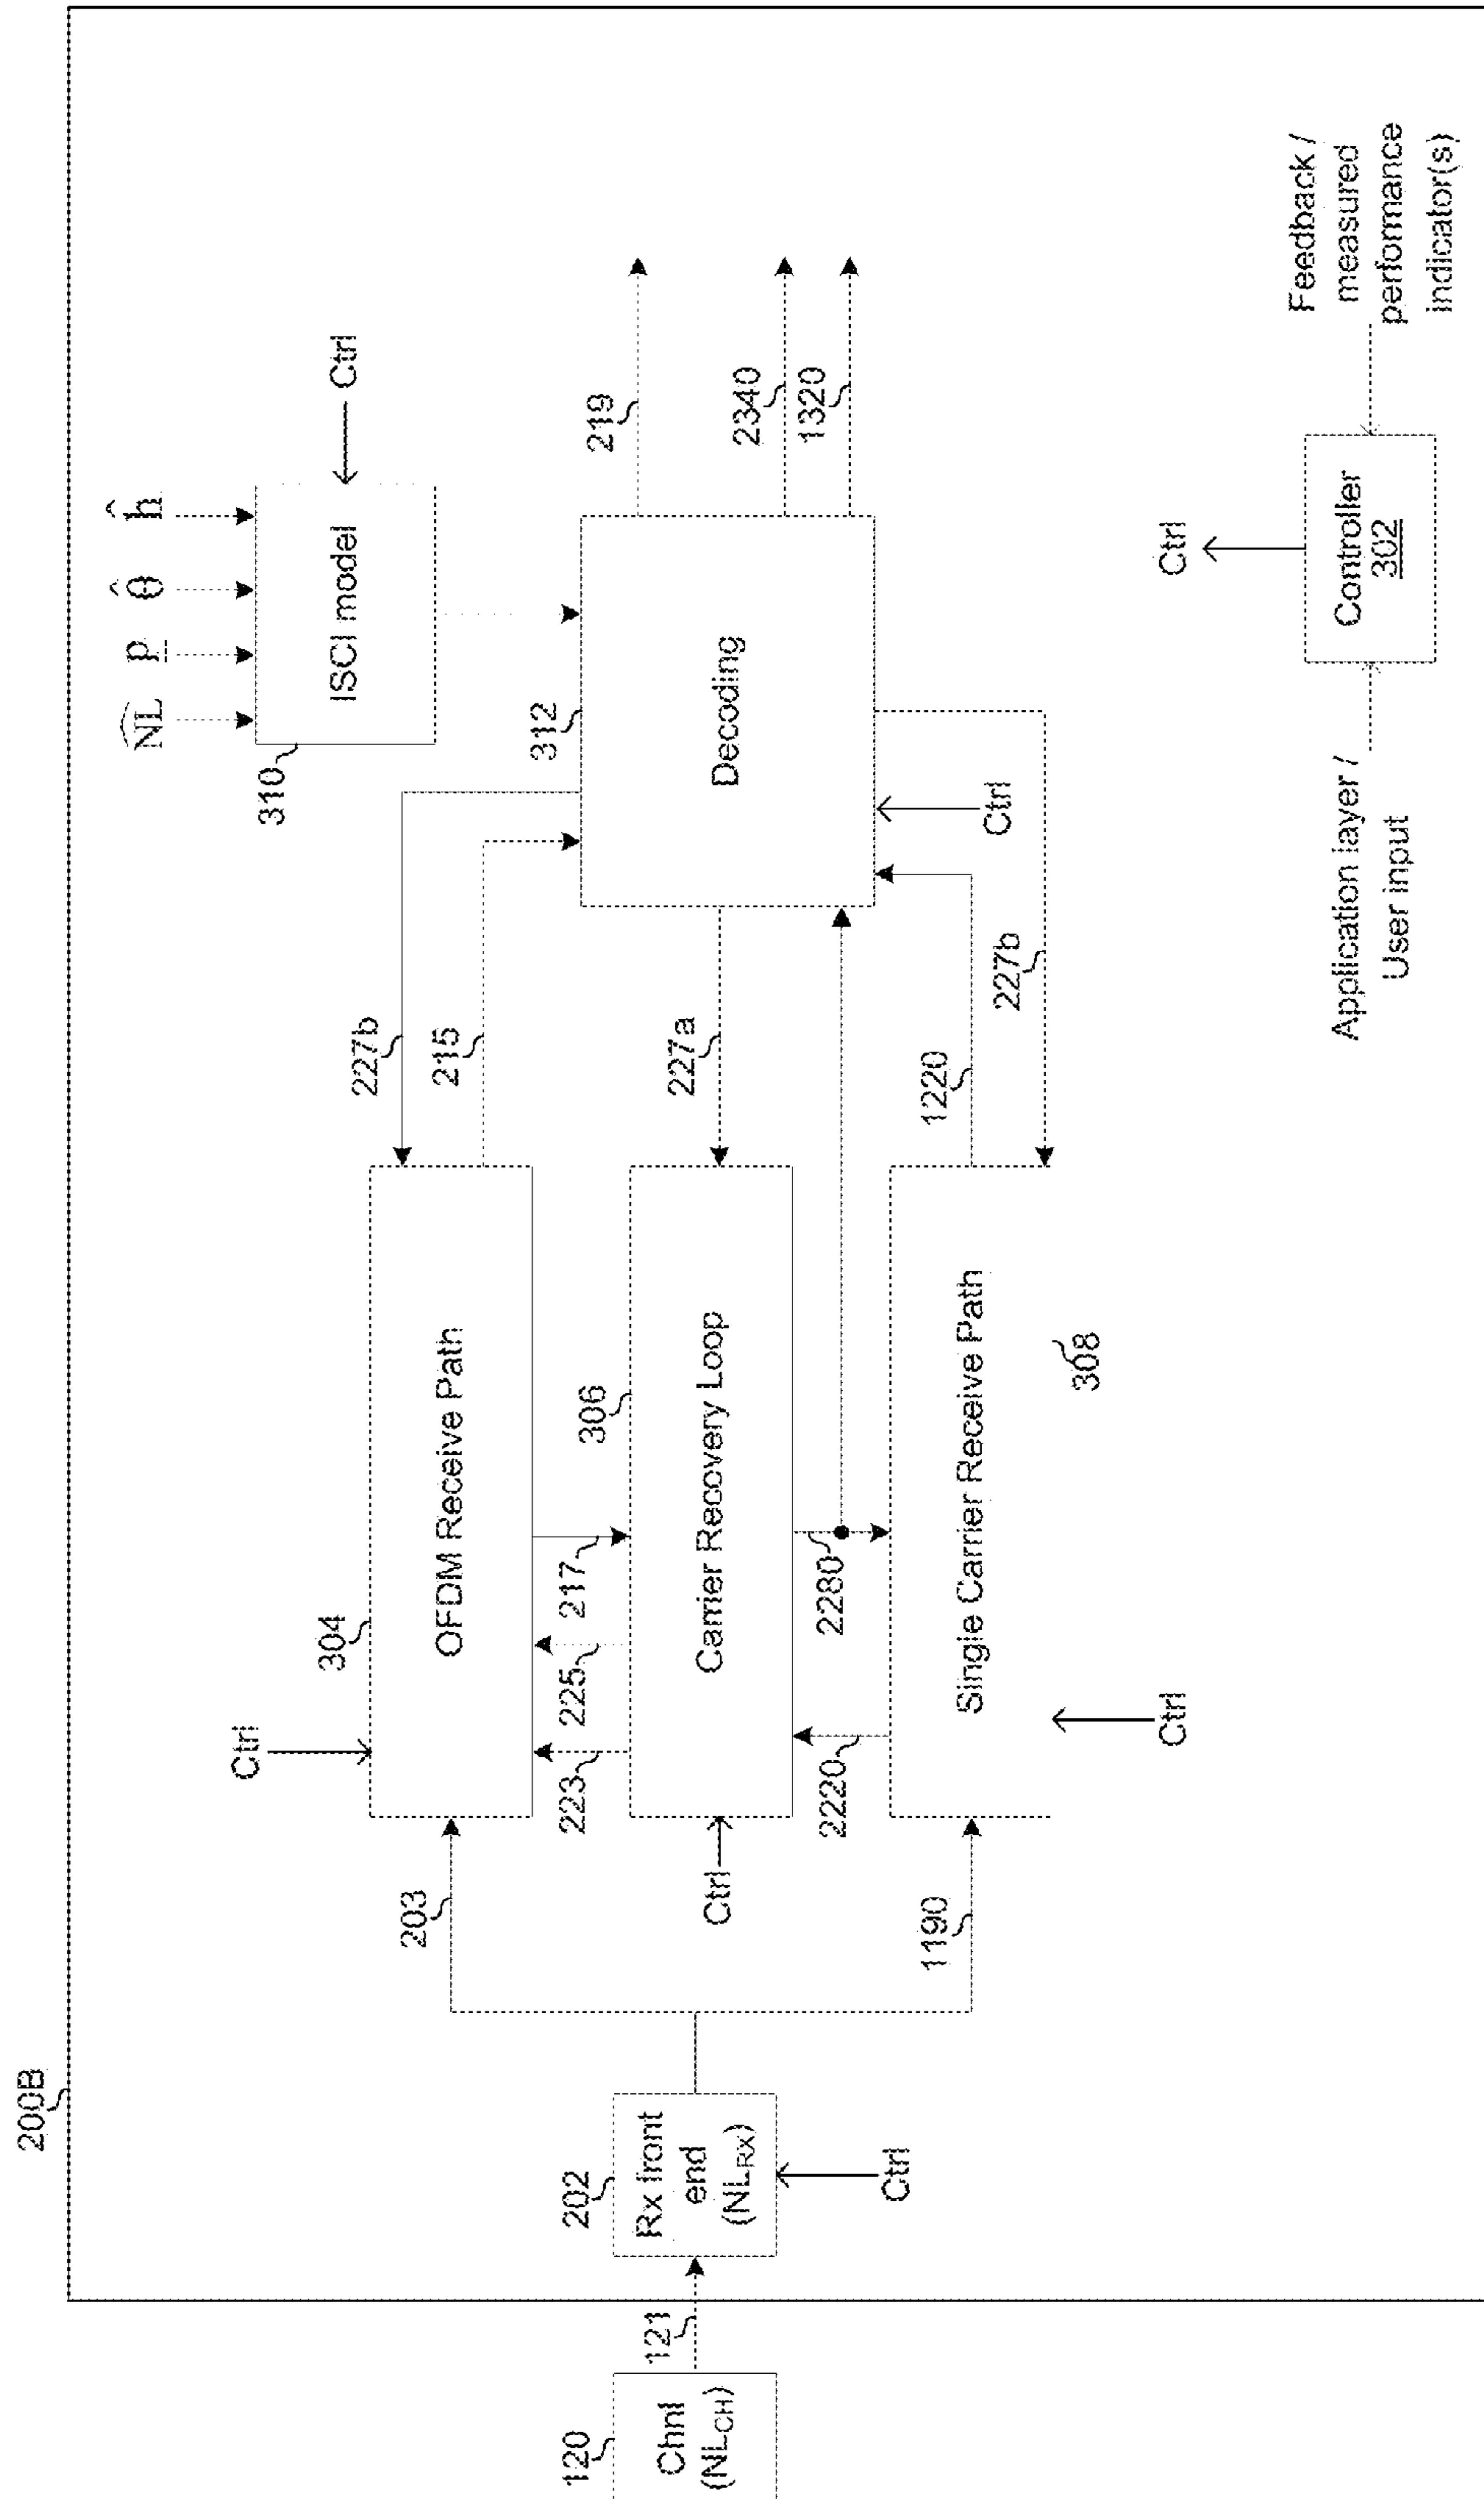 200B
NL p θ̂ ĥ
310
ISCI model
Ctrl
Ctrl
304
OFDM Receive Path
227b
215
312
Decoding
219
2340
1320
203
223
225
217
306
Carrier Recovery Loop
227a
Ctrl
120
Chnl
(NLCH)
121
202
Rx front
end
(NLRX)
Ctrl
2220
2280
1190
Single Carrier Receive Path
308
Ctrl
1220
227b
Ctrl
Ctrl
Application layer /
User input
Controller
302
Feedback /
measured
performance
indicator(s)